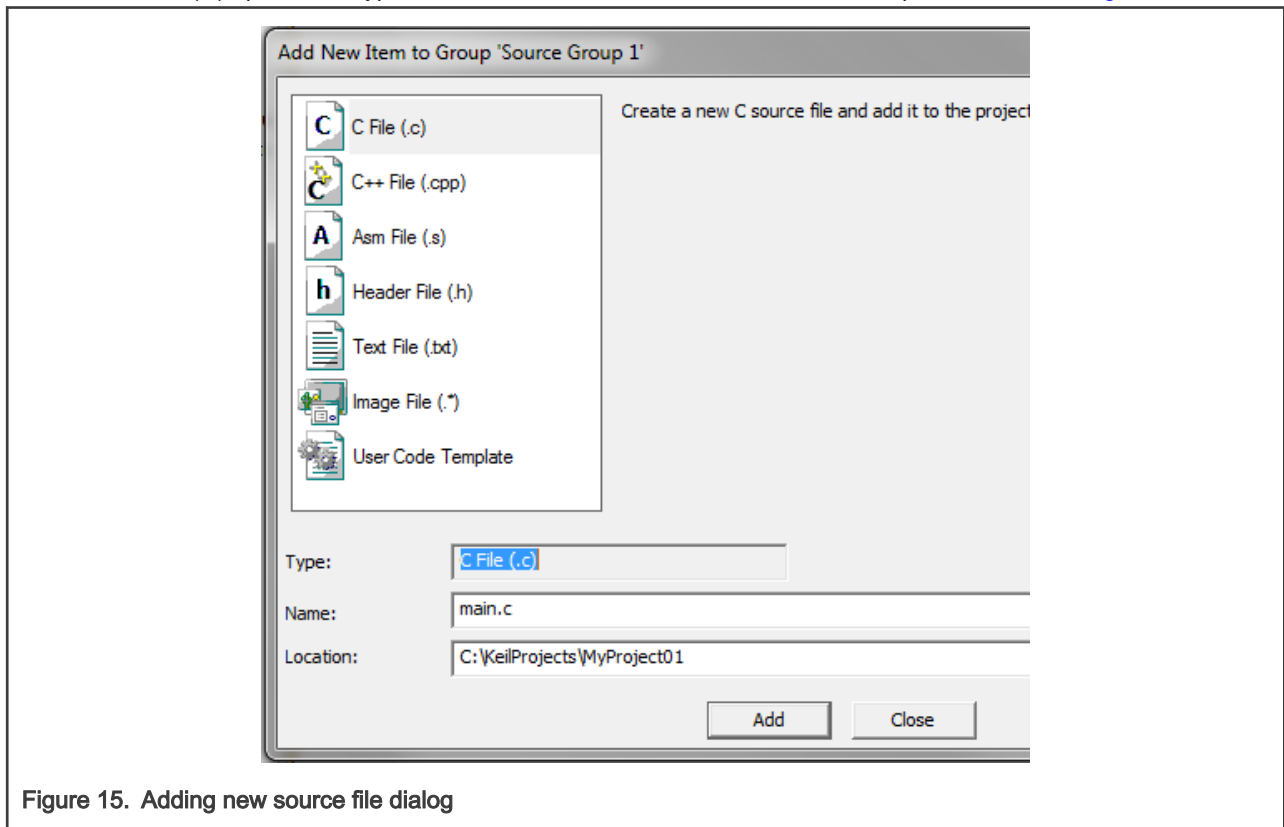 Add New Item to Group 'Source Group 1'
C File (.c)
Create a new C source file and add it to the project
C++ File (.cpp)
Asm File (.s)
Header File (.h)
Text File (.txt)
Image File (.*)
User Code Template
Type:
C File (.c)
Name:
main.c
Location:
C:\KeilProjects\MyProject01
Add
Close
Figure 15. Adding new source file dialog